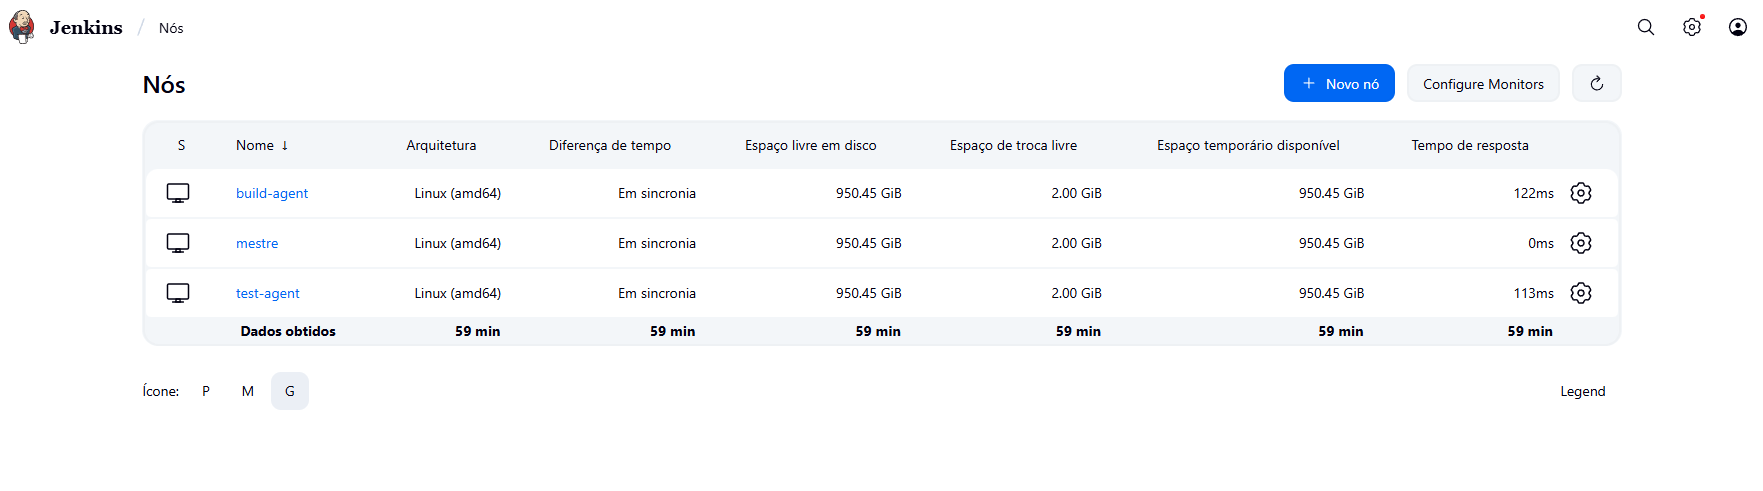 Jenkins / Nós
Nós
+ Novo nó Configure Monitors
S Nome ↓ Arquitetura Diferença de tempo Espaço livre em disco Espaço de troca livre Espaço temporário disponível Tempo de resposta
build-agent Linux (amd64) Em sincronia 950.45 GiB 2.00 GiB 950.45 GiB 122ms
mestre Linux (amd64) Em sincronia 950.45 GiB 2.00 GiB 950.45 GiB 0ms
test-agent Linux (amd64) Em sincronia 950.45 GiB 2.00 GiB 950.45 GiB 113ms
Dados obtidos 59 min 59 min 59 min 59 min 59 min 59 min
Ícone: P M G Legend